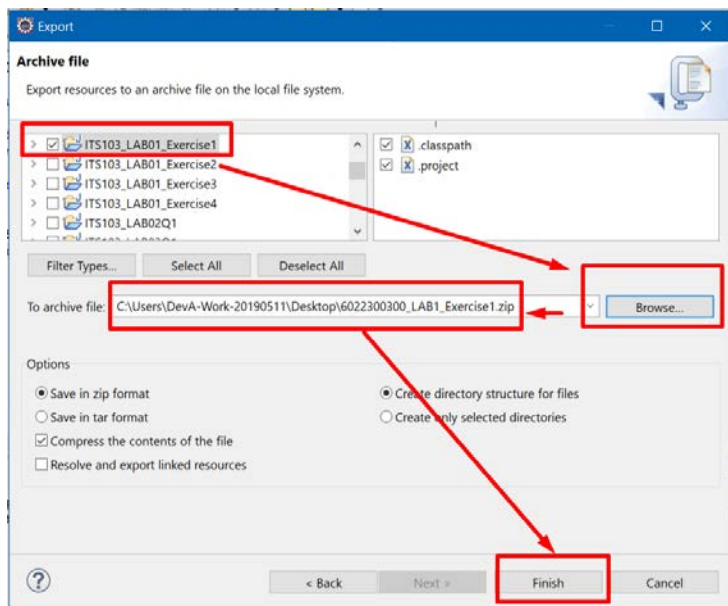 Export
Archive file
Export resources to an archive file on the local file system.
ITS103_LAB01_Exercise1
ITS103_LAB01_Exercise2
ITS103_LAB01_Exercise3
ITS103_LAB01_Exercise4
ITS103_LAB02Q1
.classpath
.project
Filter Types...
Select All
Deselect All
To archive file:
C:\Users\DevA-Work-20190511\Desktop\6022300300_LAB1_Exercise1.zip
Browse...
Options
Save in zip format
Create directory structure for files
Save in tar format
Create only selected directories
Compress the contents of the file
Resolve and export linked resources
< Back
Next >
Finish
Cancel